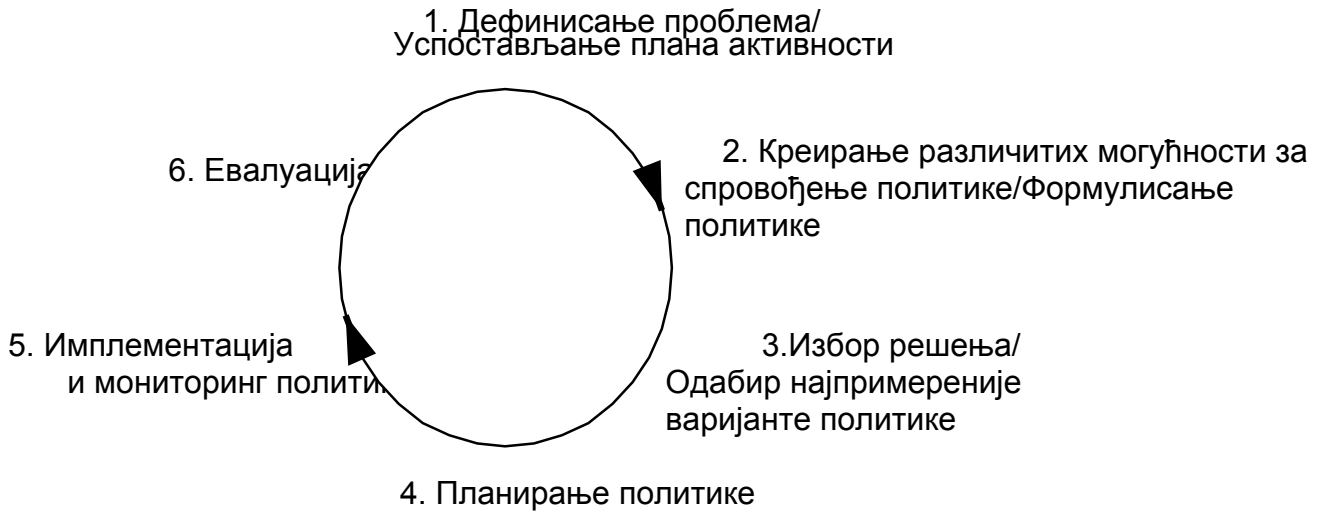 1. Дефинисање проблема/
Успостављање плана активности
2. Креирање различитих могућности за
спровођење политике/Формулисање
политике
3.Избор решења/
Одабир најпримереније
варијанте политике
4. Планирање политике
5. Имплементација
и мониторинг
6. Евалуација